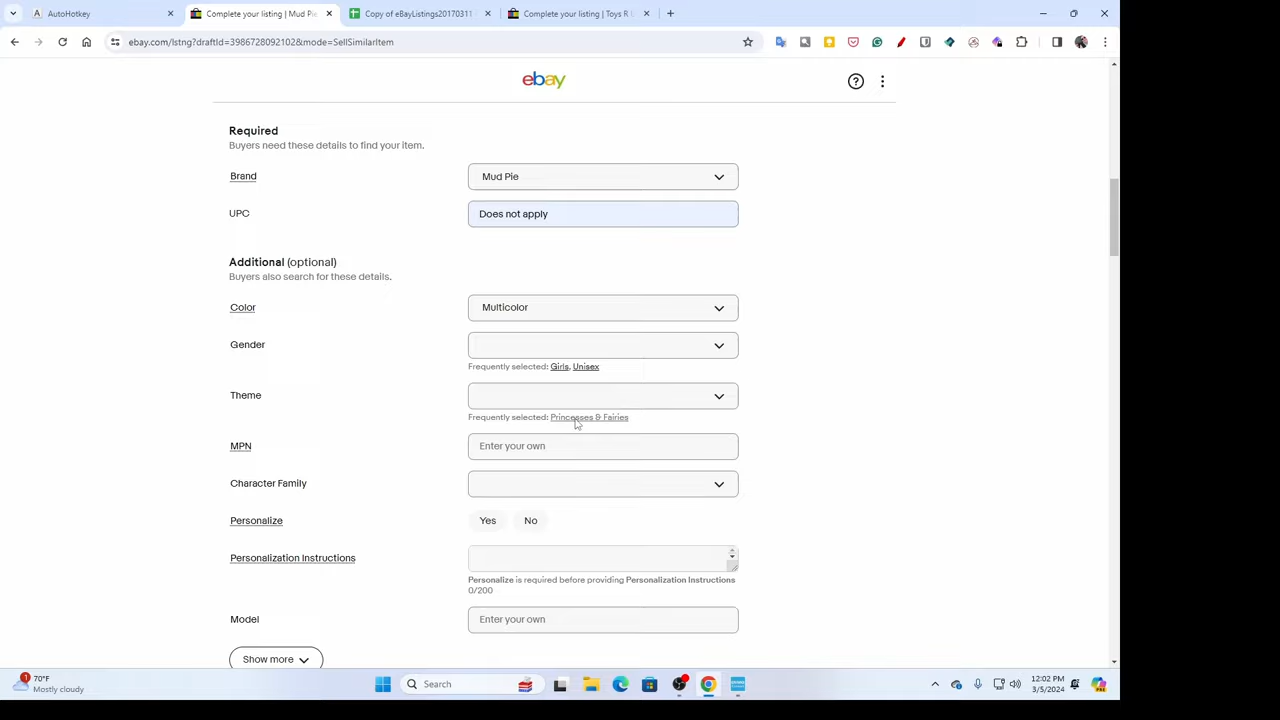 AutoHotkey
Complete your listing | Mud Pie
Copy of eBayListings20170311
Complete your listing | Toys R U
ebay.com/lstng?draftId=3986728092102&mode=SellSimilarItem
ebay
Required
Buyers need these details to find your item.
Brand
Mud Pie
UPC
Does not apply
Additional (optional)
Buyers also search for these details.
Color
Multicolor
Gender
Frequently selected: Girls, Unisex
Theme
Frequently selected: Princesses & Fairies
MPN
Enter your own
Character Family
Personalize
Yes No
Personalization Instructions
Personalize is required before providing Personalization Instructions
0/200
Model
Enter your own
Show more
1
70°F
Mostly cloudy
Search
12:02 PM
3/5/2024
PRE